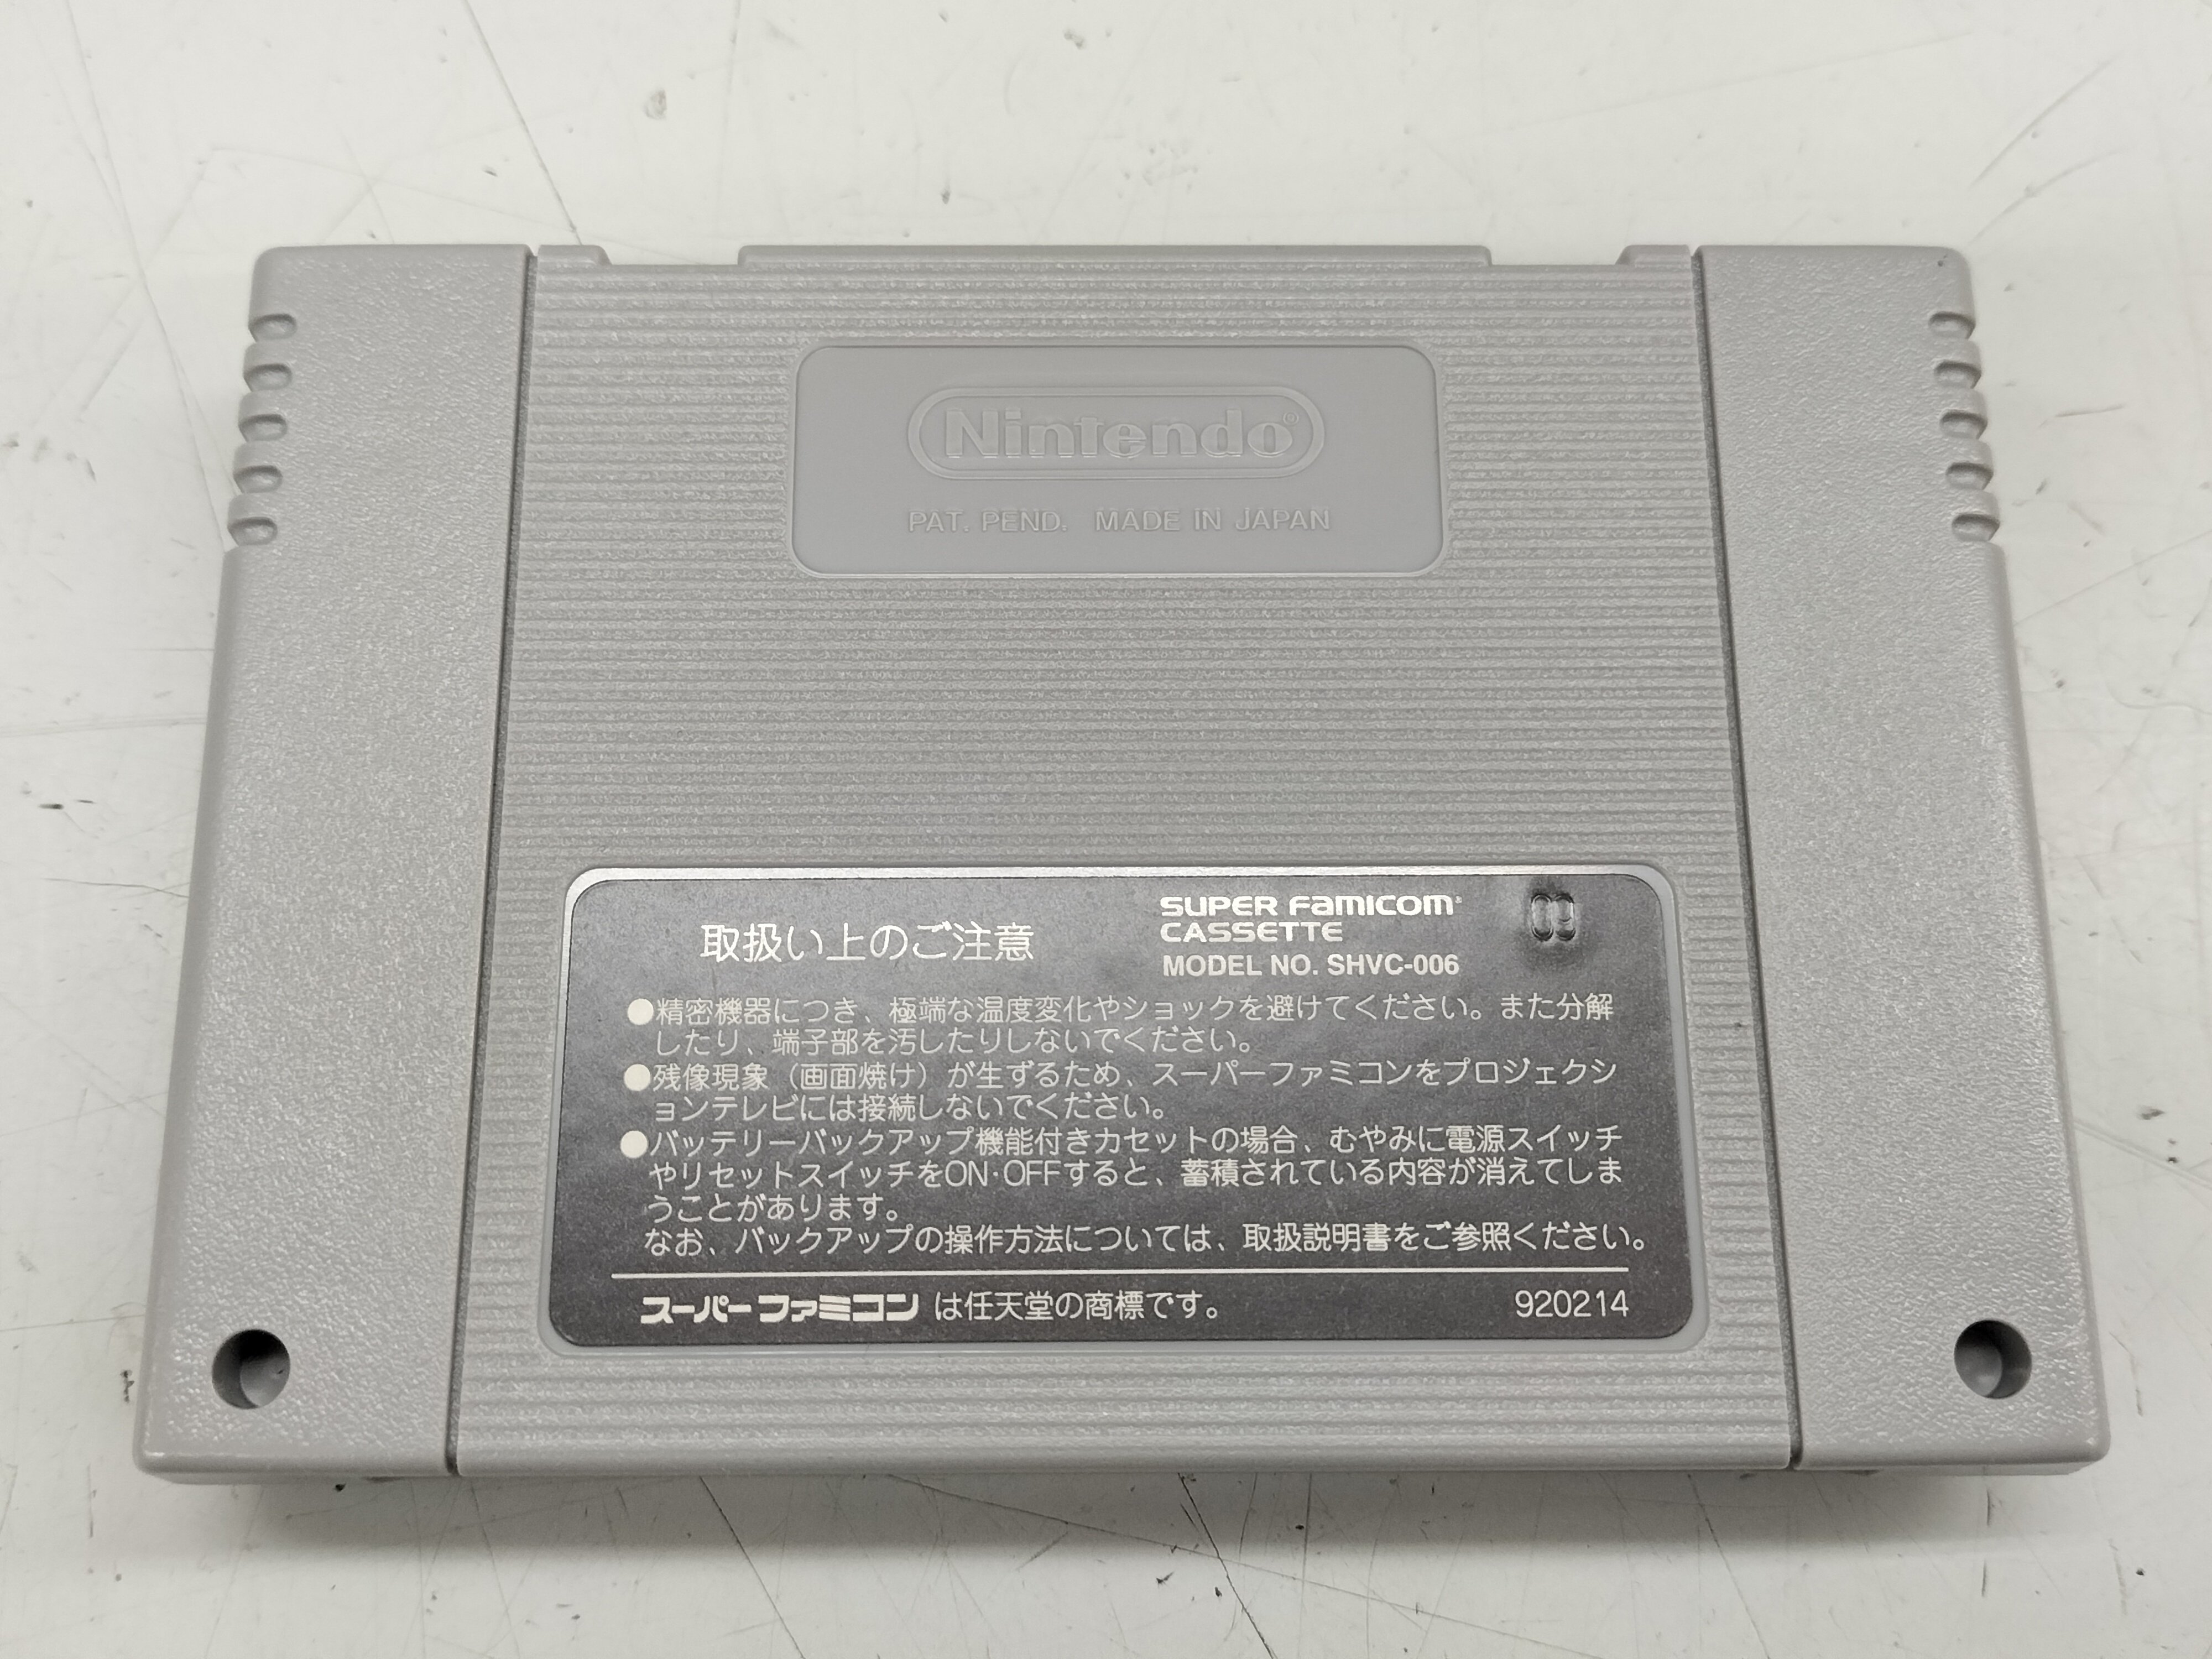 Nintendo®
PAT. PEND. MADE IN JAPAN
取扱い上のご注意
SUPER FAMICOM
CASSETTE
MODEL NO. SHVC-006
●精密機器につき、極端な温度変化やショックを避けてください。また分解
したり、端子部を汚したりしないでください。
●残像現象（画面焼け）が生ずるため、スーパーファミコンをプロジェクシ
ョンテレビには接続しないでください。
●バッテリーバックアップ機能付きカセットの場合、むやみに電源スイッチ
やリセットスイッチをON·OFFすると、蓄積されている内容が消えてしま
うことがあります。
なお、バックアップの操作方法については、取扱説明書をご参照ください。
スーパーファミコン は任天堂の商標です。
920214